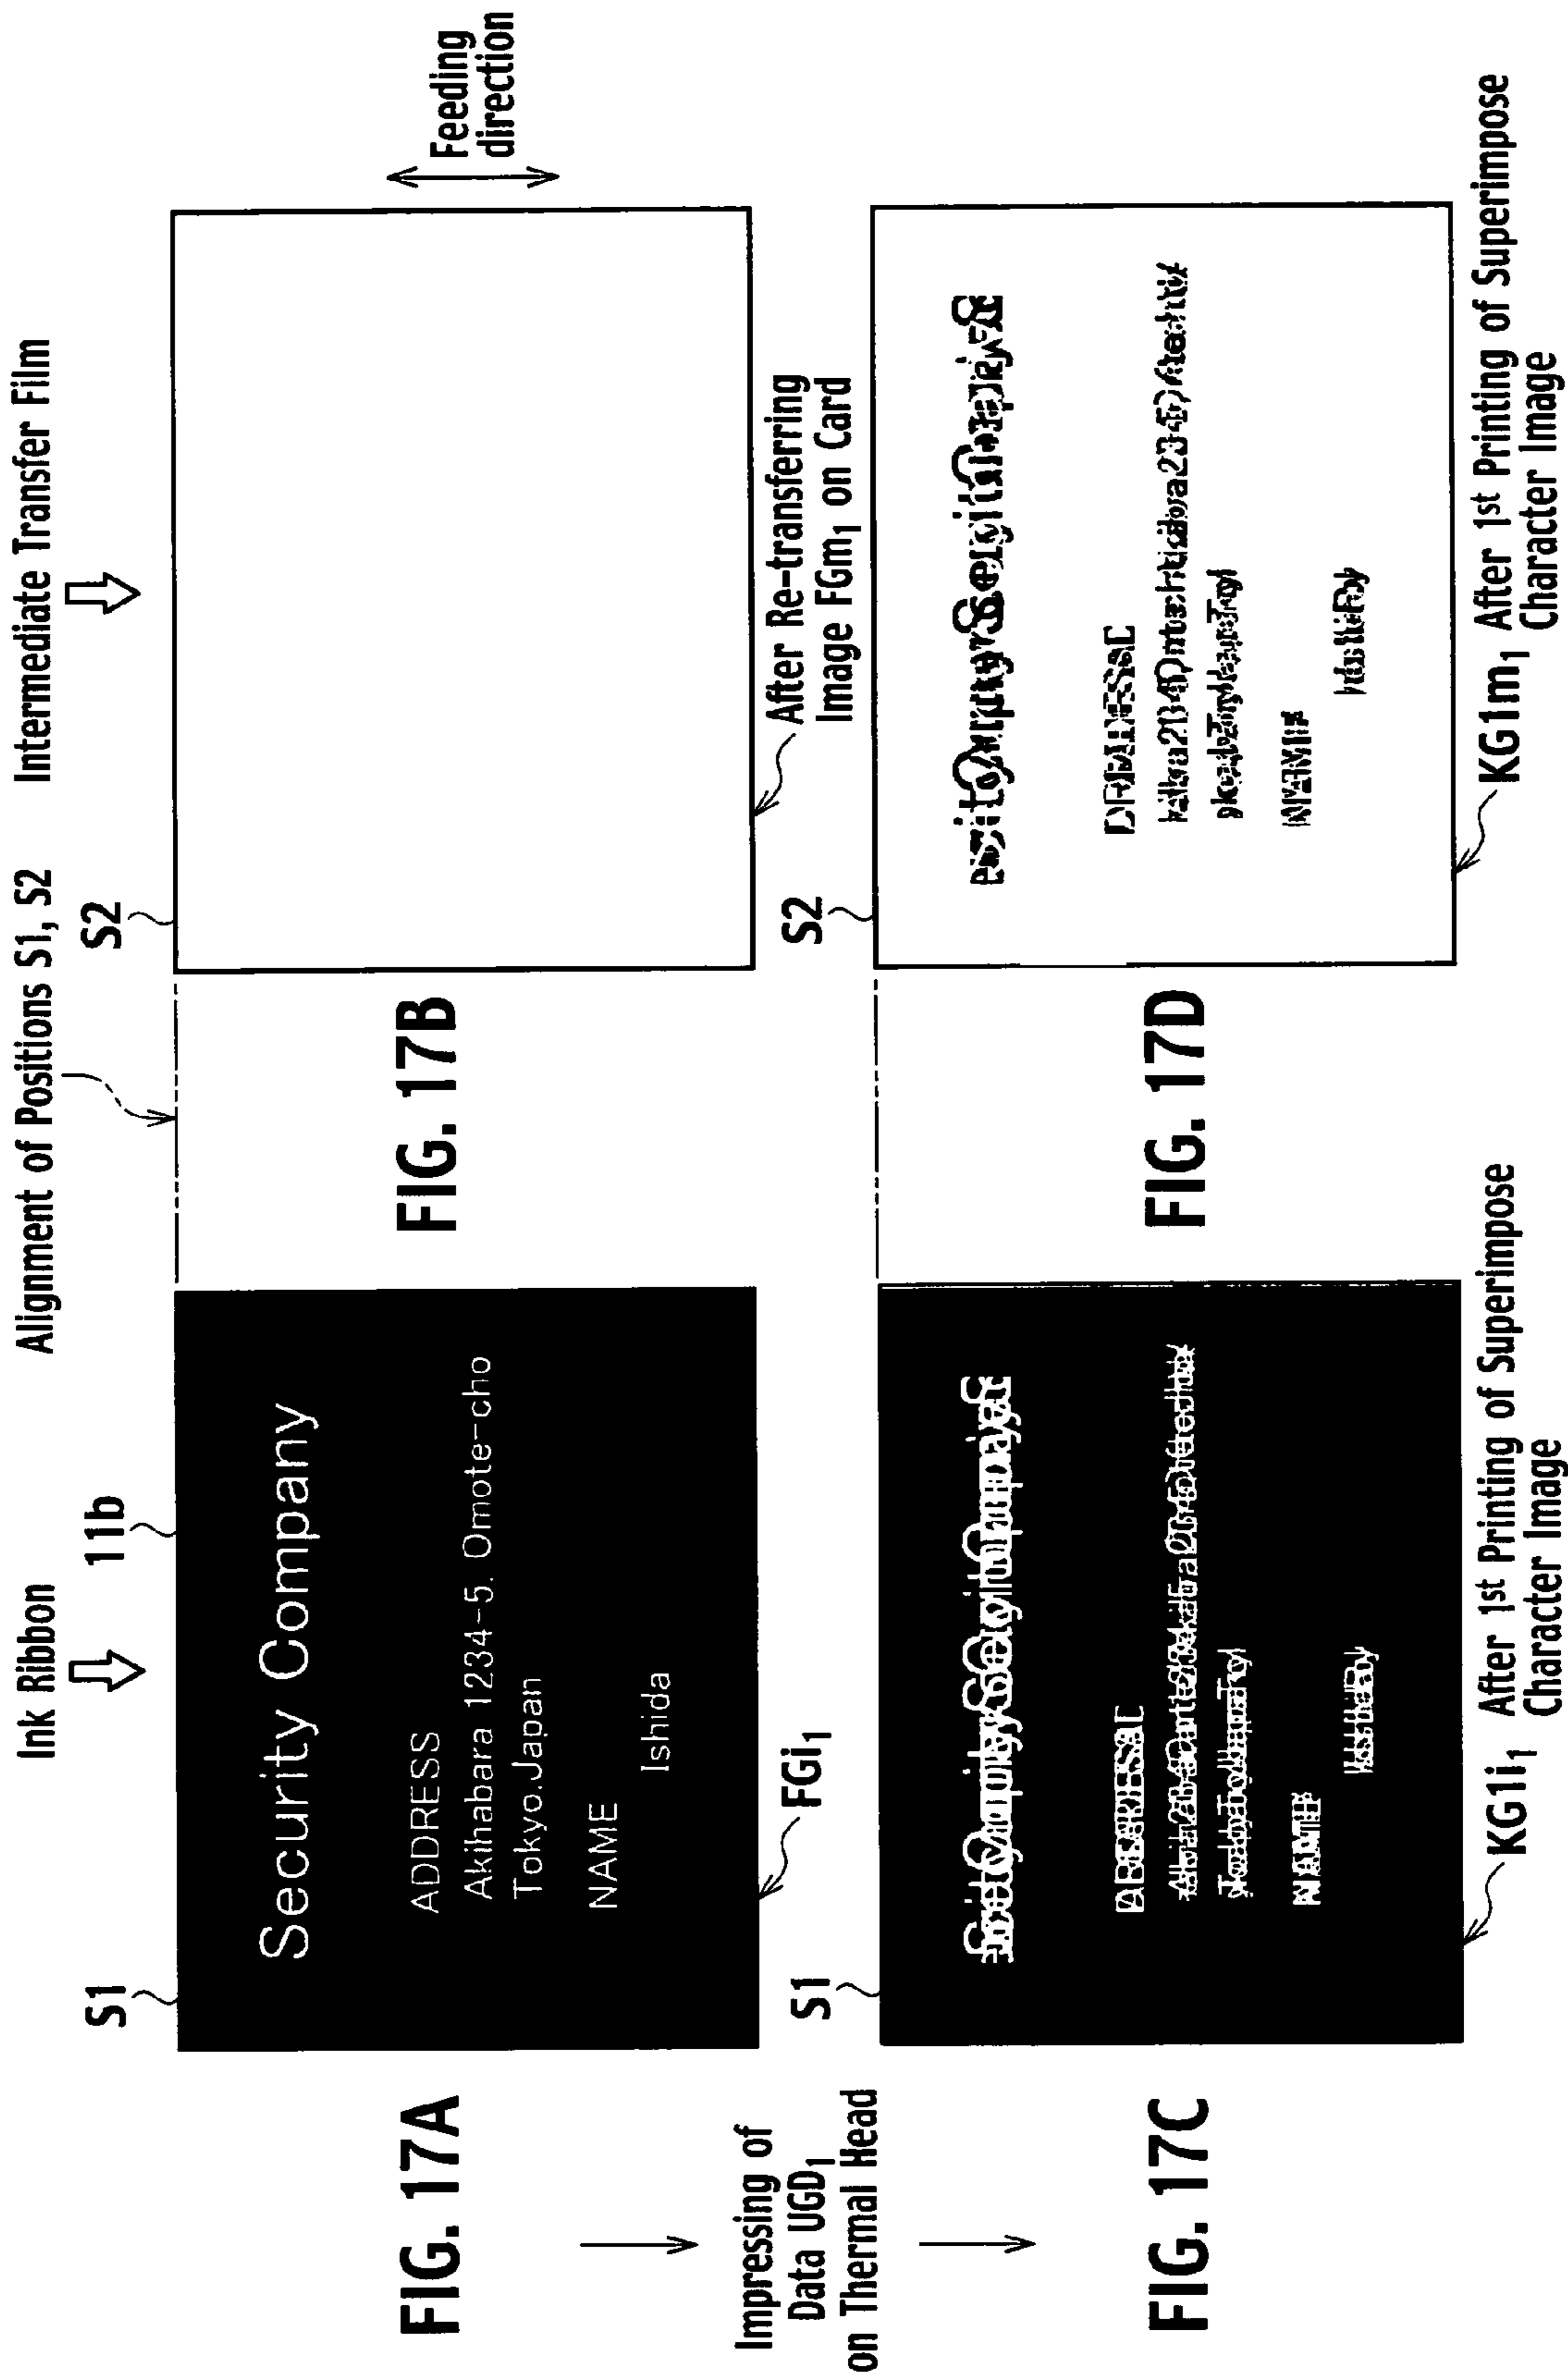 Ink Ribbon
Alignment of Positions S1, S2
Intermediate Transfer Film
S1
11b
S2
FIG. 17A
Security Company
ADDRESS
Akihabara 1234-5. Omote-cho
Tokyo.Japan
NAME
Ishida
FIG. 17B
Feeding
direction
FGi1
After Re-transferring
Image FGm1 on Card
Impressing of
Data UGD1
on Thermal Head
S1
S2
FIG. 17C
FIG. 17D
KG1i1 After 1st Printing of Superimpose
Character Image
KG1m1 After 1st Printing of Superimpose
Character Image